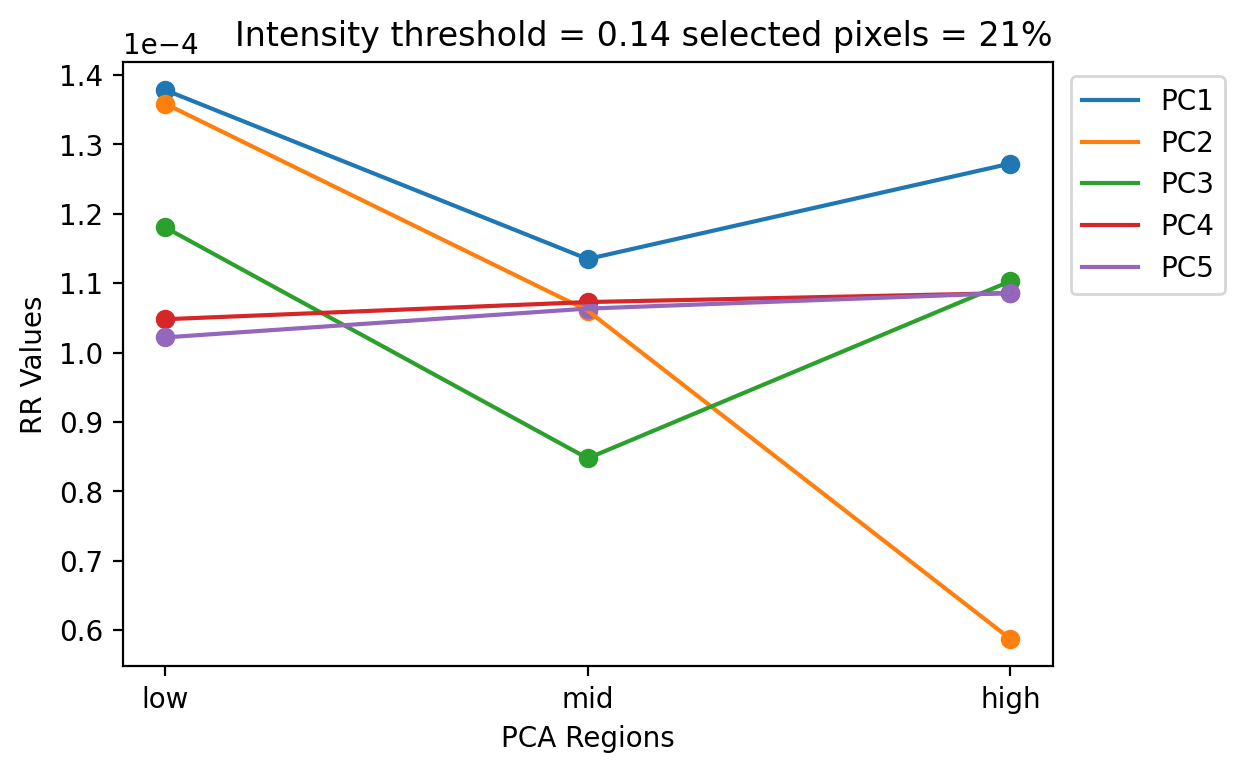 Intensity threshold = 0.14 selected pixels = 21%
1e−4
1.4
1.3
1.2
1.1
1.0
0.9
0.8
0.7
0.6
RR Values
low
mid
high
PCA Regions
PC1
PC2
PC3
PC4
PC5